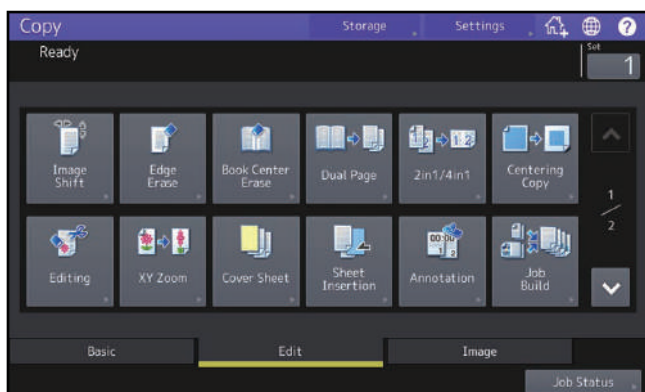 Copy Storage Settings ?
Ready
Set
1
Image
Shift
Edge
Erase
Book Center
Erase
Dual Page
2in1/4in1
Centering
Copy
1
2
Editing
XY Zoom
Cover Sheet
Sheet
Insertion
Annotation
Job
Build
Basic Edit Image
Job Status